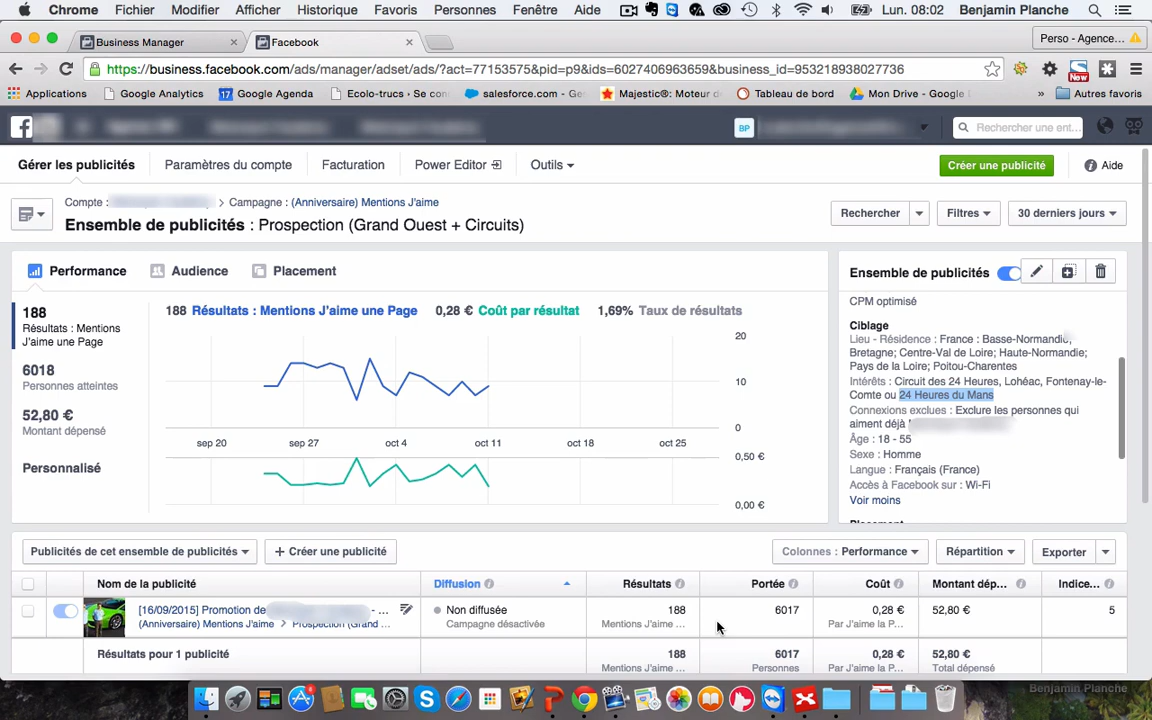 Chrome Fichier Modifier Afficher Historique Favoris Personnes Fenêtre Aide Lun. 08:02 Benjamin Planche
Business Manager Facebook Perso - Agence...
https://business.facebook.com/ads/manager/adset/ads/?act=77153575&pid=p9&ids=6027406963659&business_id=953218938027736
New
Applications Google Analytics 17 Google Agenda Ecolo-trucs > Se con salesforce.com - Ge Majestic®: Moteur d Tableau de bord Mon Drive - Google » Autres favoris
BP Rechercher une ent...
Gérer les publicités Paramètres du compte Facturation Power Editor Outils Créer une publicité Aide
Compte : > Campagne : (Anniversaire) Mentions J'aime
Ensemble de publicités : Prospection (Grand Ouest + Circuits) Rechercher Filtres 30 derniers jours
Performance Audience Placement Ensemble de publicités
188
Résultats : Mentions
J'aime une Page
6018
Personnes atteintes
52,80 €
Montant dépensé
Personnalisé
188 Résultats : Mentions J'aime une Page 0,28 € Coût par résultat 1,69% Taux de résultats
20
10
0
sep 20 sep 27 oct 4 oct 11 oct 18 oct 25
0,50 €
0,00 €
CPM optimisé
Ciblage
Lieu - Résidence : France : Basse-Normandie,
Bretagne; Centre-Val de Loire; Haute-Normandie;
Pays de la Loire; Poitou-Charentes
Intérêts : Circuit des 24 Heures, Lohéac, Fontenay-le-
Comte ou 24 Heures du Mans
Connexions exclues : Exclure les personnes qui
aiment déjà
Âge : 18 - 55
Sexe : Homme
Langue : Français (France)
Accès à Facebook sur : Wi-Fi
Voir moins
Placement
Publicités de cet ensemble de publicités + Créer une publicité Colonnes : Performance Répartition Exporter
Nom de la publicité Diffusion Résultats Portée Coût Montant dép... Indice...
[16/09/2015] Promotion de - ... Non diffusée 188 6017 0,28 € 52,80 € 5
(Anniversaire) Mentions J'aime > Prospection (Grand ... Campagne désactivée Mentions J'aime ... Par J'aime la P...
Résultats pour 1 publicité 188 6017 0,28 € 52,80 €
Mentions J'aime ... Personnes Par J'aime la P... Total dépensé
Benjamin Planche